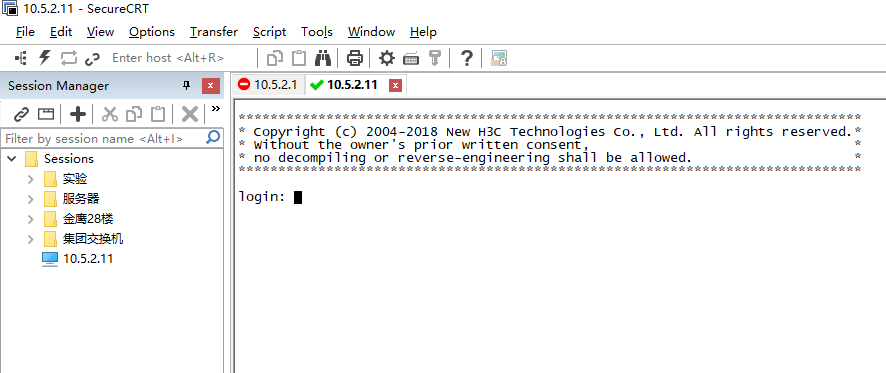 10.5.2.11 - SecureCRT
File Edit View Options Transfer Script Tools Window Help
Enter host <Alt+R>
Session Manager
10.5.2.1
10.5.2.11
Filter by session name <Alt+I>
Sessions
实验
服务器
金鹰28楼
集团交换机
10.5.2.11
******************************************************************************
* Copyright (c) 2004-2018 New H3C Technologies Co., Ltd. All rights reserved.*
* Without the owner's prior written consent, *
* no decompiling or reverse-engineering shall be allowed. *
******************************************************************************
login: